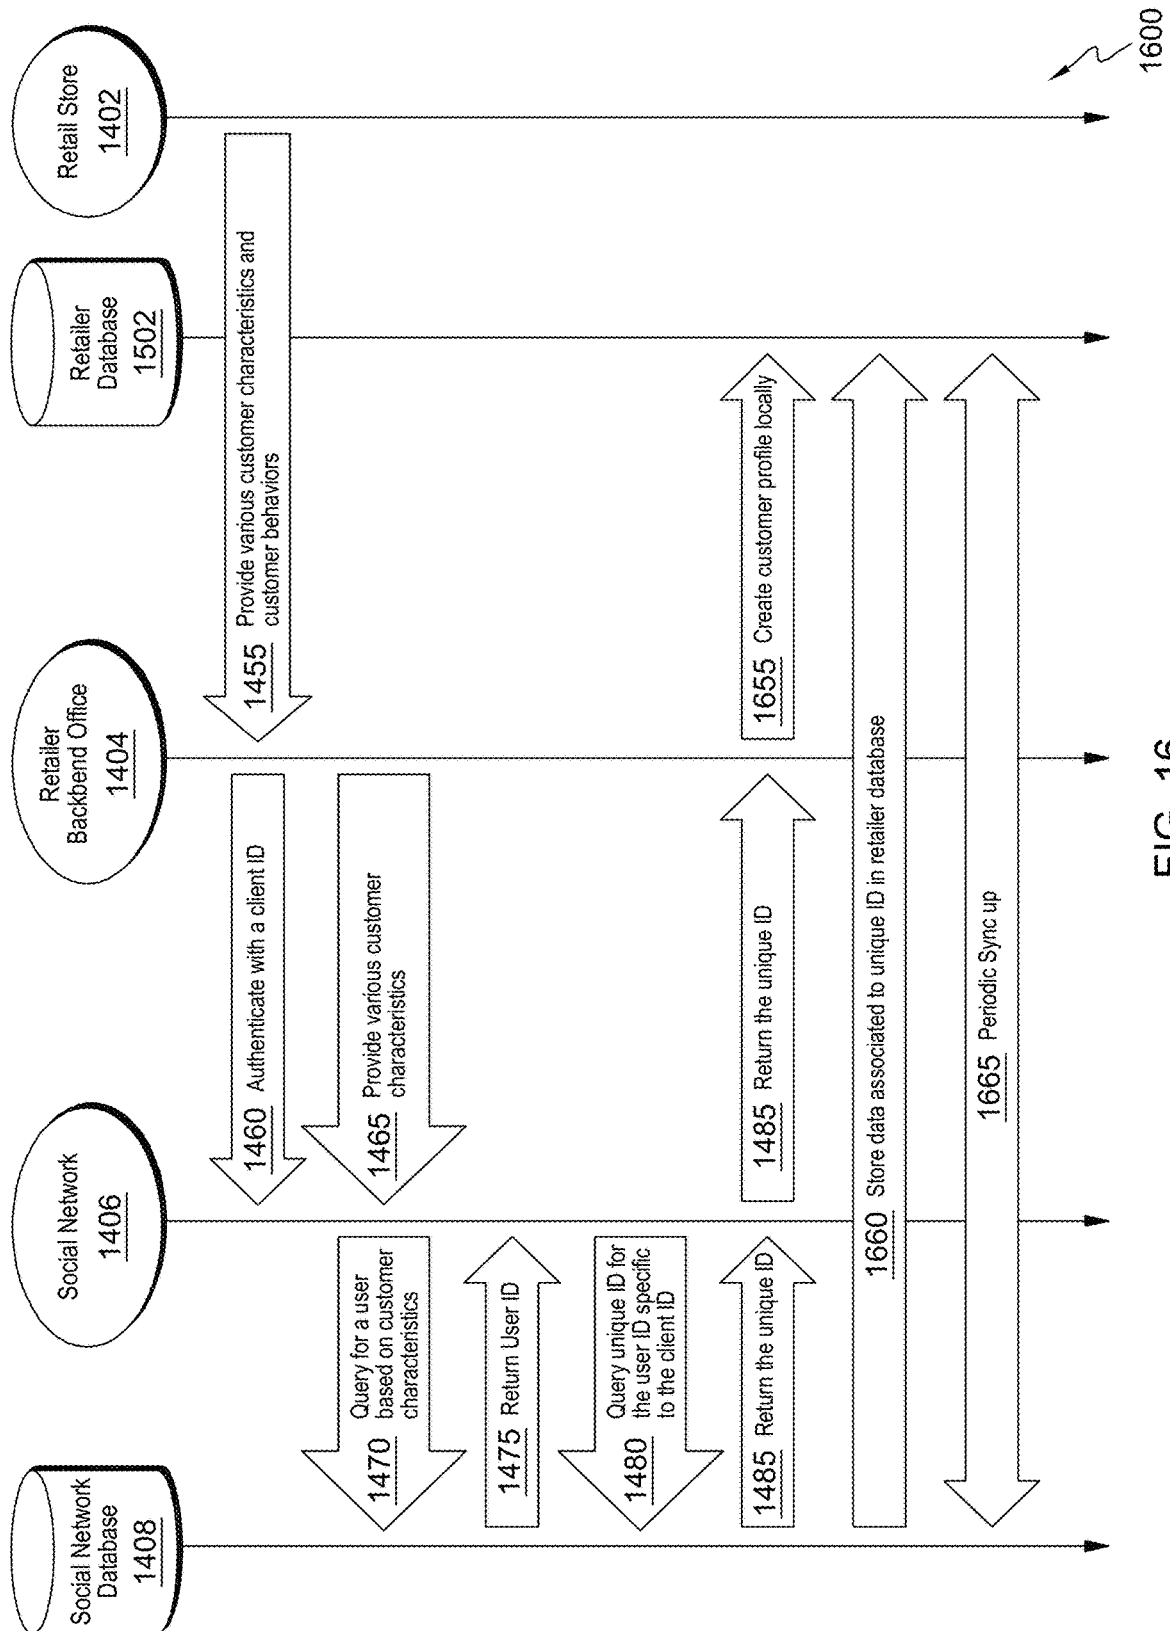 Social Network
Database
1408
Social Network
1406
Retailer
Backbend Office
1404
Retailer
Database
1502
Retail Store
1402
1455 Provide various customer characteristics and
customer behaviors
1460 Authenticate with a client ID
1465 Provide various customer
characteristics
1470 Query for a user
based on customer
characteristics
1475 Return User ID
1480 Query unique ID for
the user ID specific
to the client ID
1485 Return the unique ID
1485 Return the unique ID
1655 Create customer profile locally
1660 Store data associated to unique ID in retailer database
1665 Periodic Sync up
1600
FIG. 16